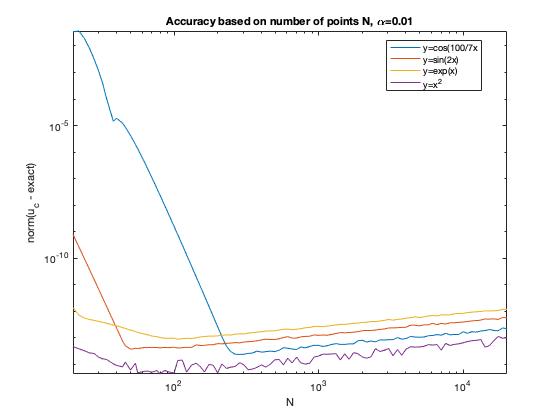 Accuracy based on number of points N, α=0.01
y=cos(100/7x
y=sin(2x)
y=exp(x)
y=x²
10⁻⁵
10⁻¹⁰
norm(u_c - exact)
10² 10³ 10⁴
N